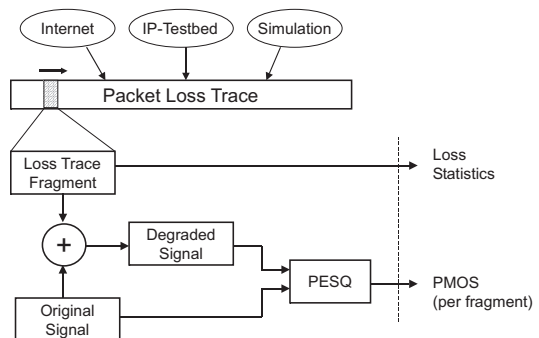 Internet
IP-Testbed
Simulation
Packet Loss Trace
Loss Trace
Fragment
Loss
Statistics
+
Degraded
Signal
PESQ
PMOS
(per fragment)
Original
Signal